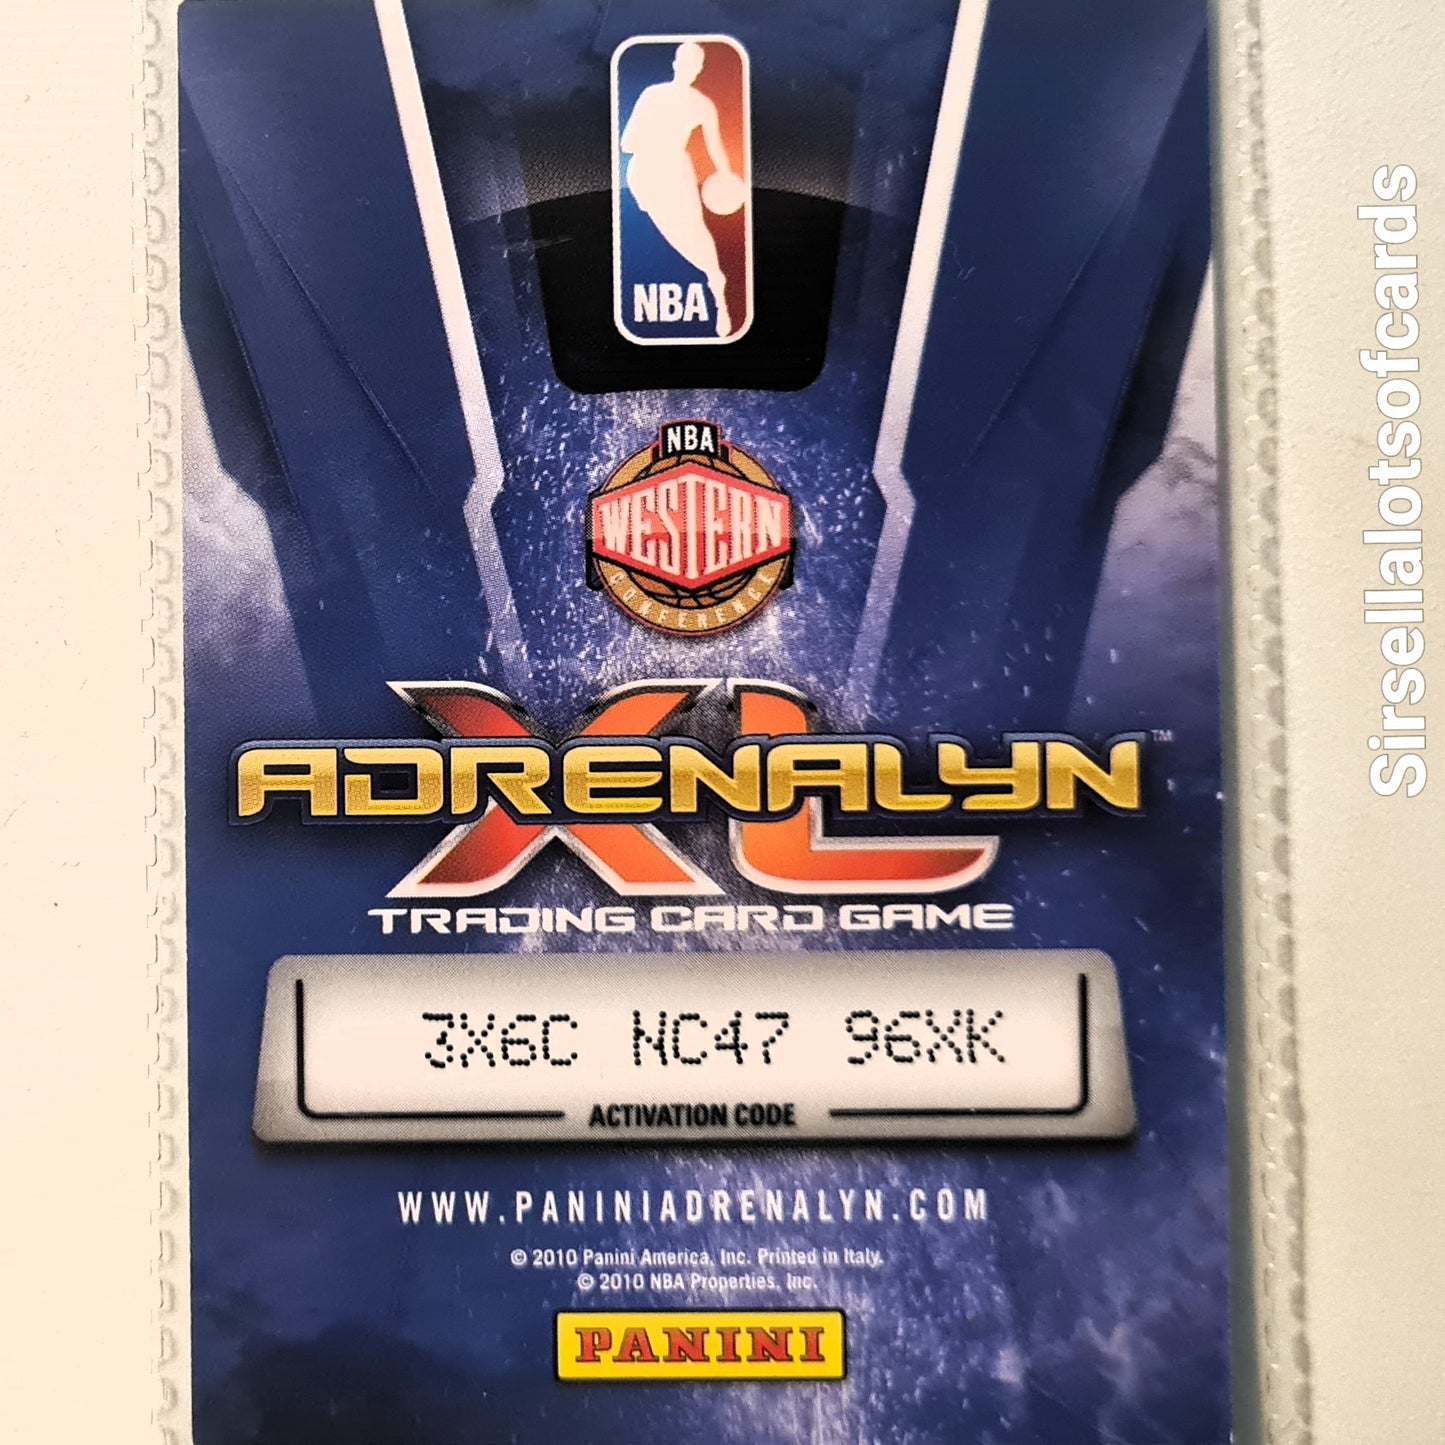 NBA
NBA
WESTERN
CONFERENCE
ADRENALYN™
XL
TRADING CARD GAME
3X6C NC47 96XK
ACTIVATION CODE
WWW.PANINIADRENALYN.COM
© 2010 Panini America, Inc. Printed in Italy.
© 2010 NBA Properties, Inc.
PANINI
Sirsellalotsofcards